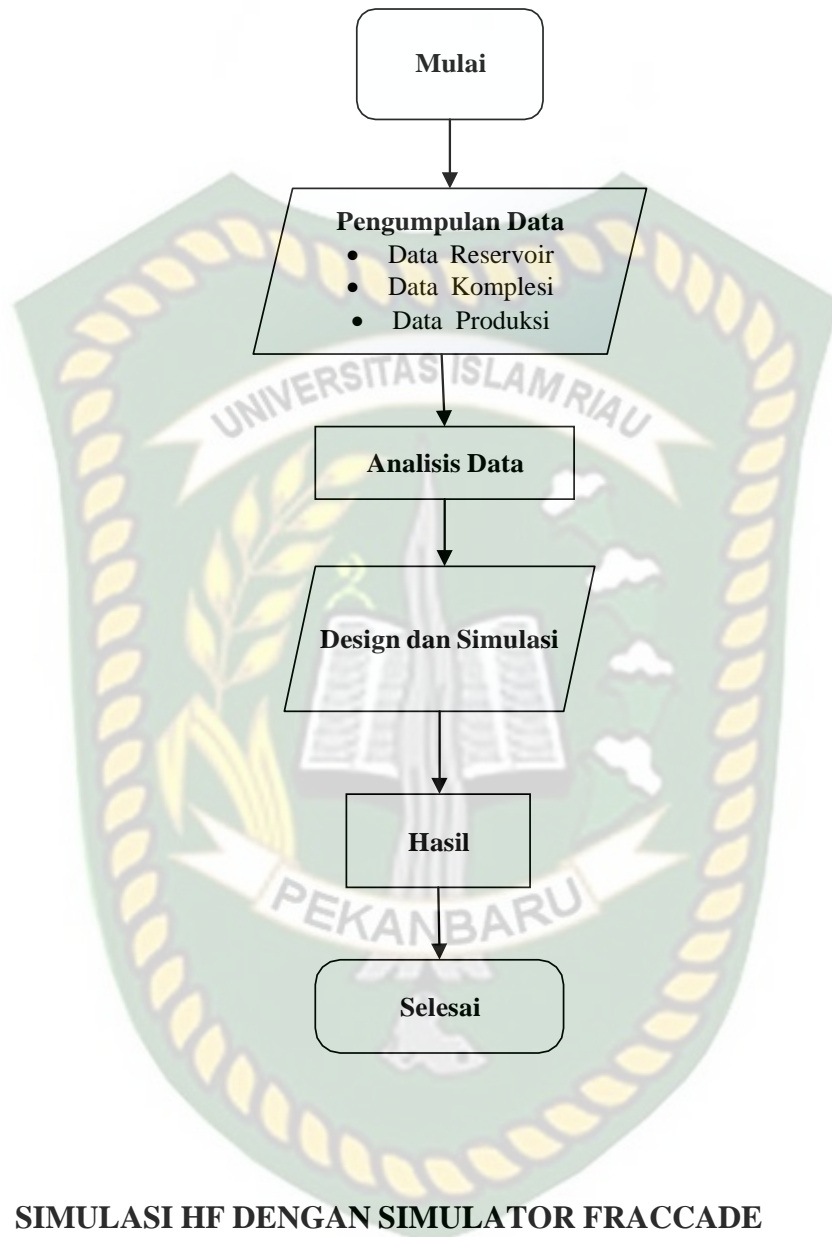 Mulai
Pengumpulan Data
• Data Reservoir
• Data Komplesi
• Data Produksi
UNIVERSITAS ISLAM RIAU
Analisis Data
Design dan Simulasi
Hasil
PEKANBARU
Selesai
SIMULASI HF DENGAN SIMULATOR FRACCADE